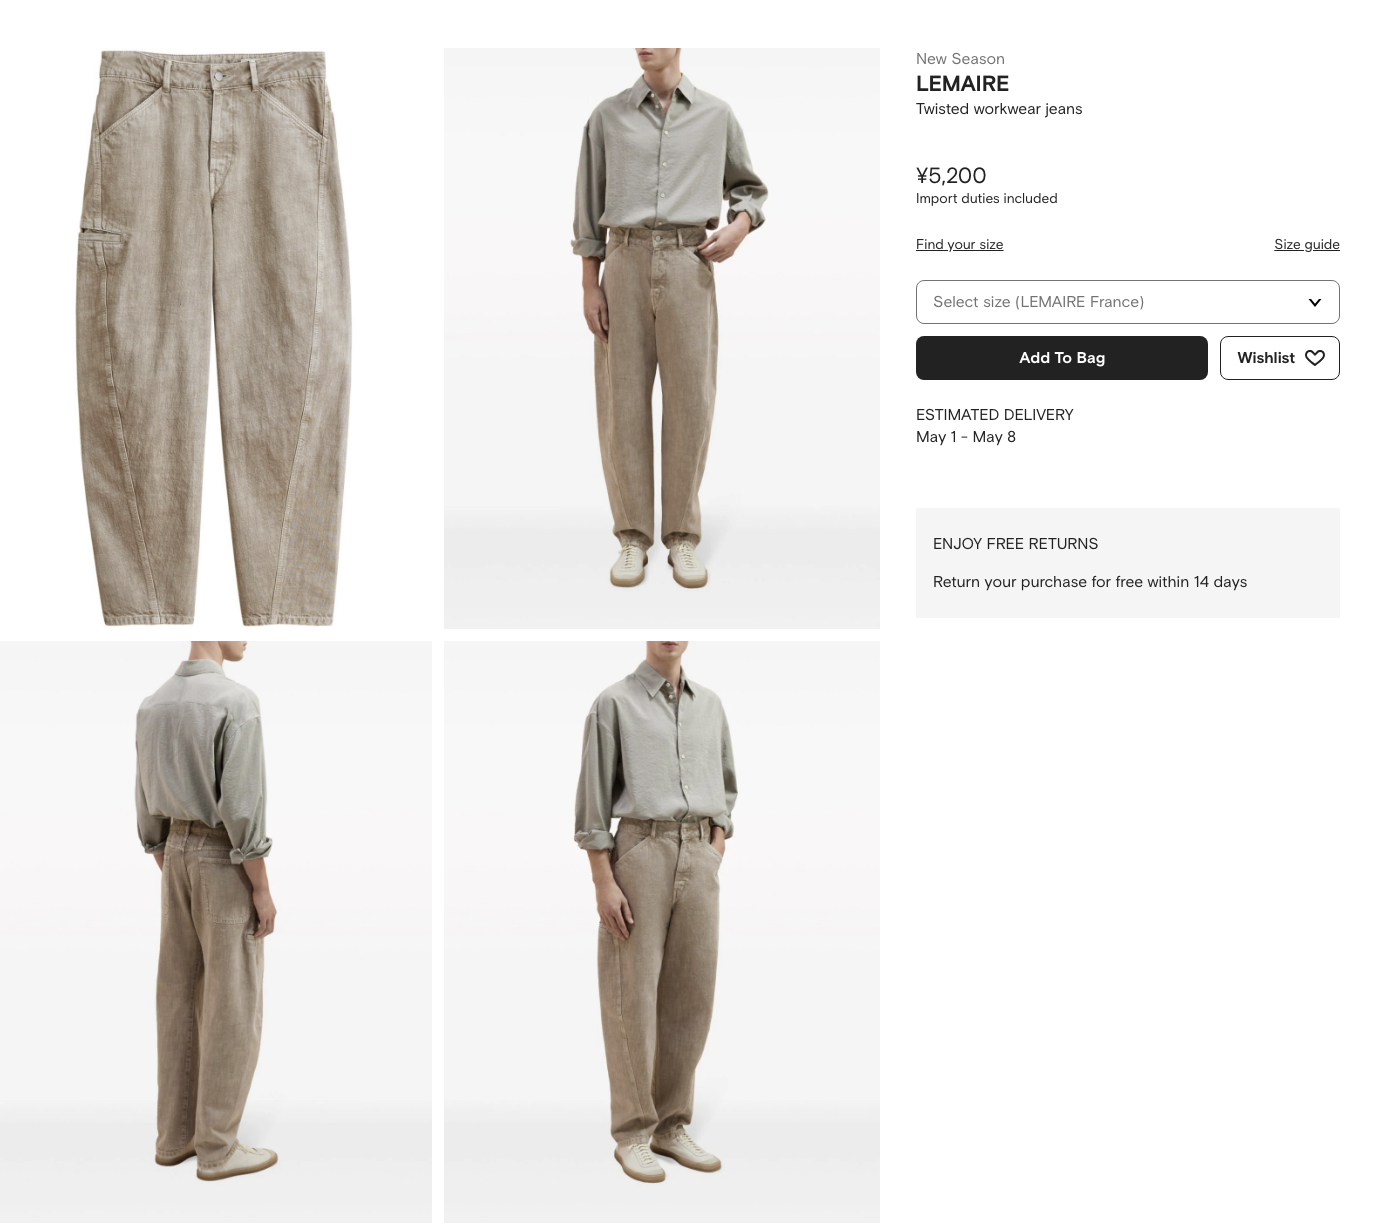 New Season
LEMAIRE
Twisted workwear jeans
¥5,200
Import duties included
Find your size
Size guide
Select size (LEMAIRE France)
Add To Bag
Wishlist
ESTIMATED DELIVERY
May 1 - May 8
ENJOY FREE RETURNS
Return your purchase for free within 14 days